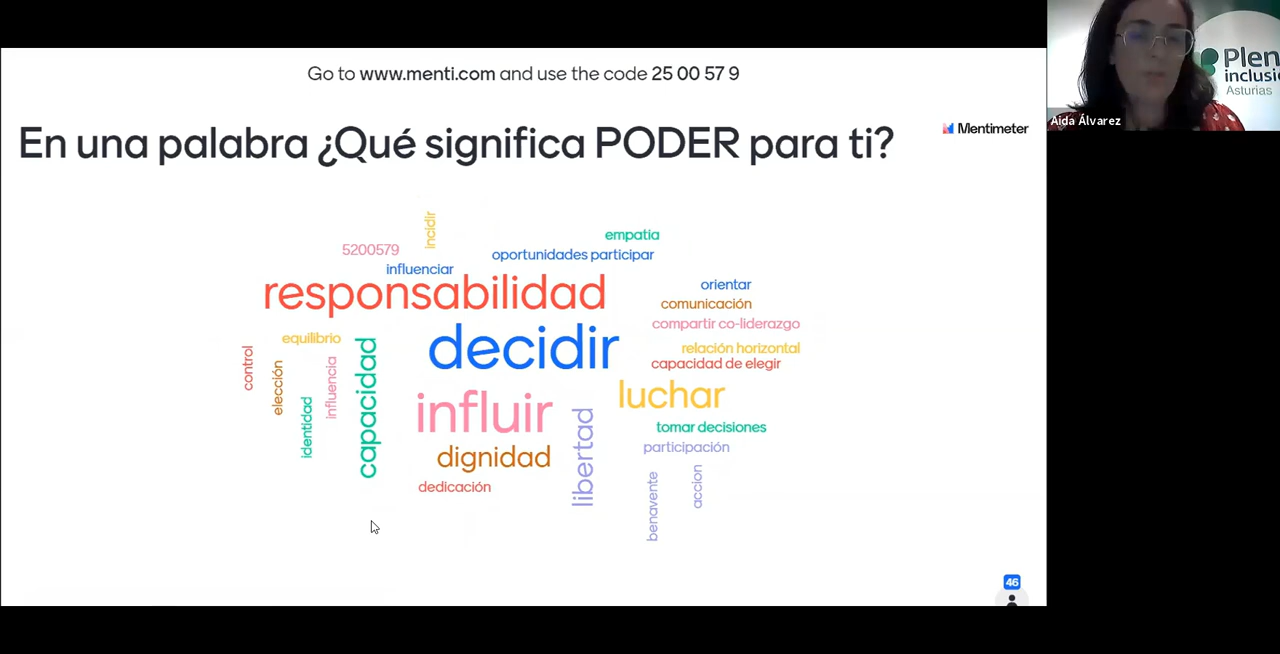 Go to www.menti.com and use the code 25 00 57 9
En una palabra ¿Qué significa PODER para ti?
Mentimeter
incidir
empatia
5200579
oportunidades participar
influenciar
responsabilidad
orientar
comunicación
compartir co-liderazgo
equilibrio
decidir
relación horizontal
capacidad de elegir
control
elección
influencia
capacidad
identidad
influir
luchar
libertad
tomar decisiones
dignidad
participación
dedicación
benavente
accion
46
Plen
inclusi
Asturias
Aida Álvarez